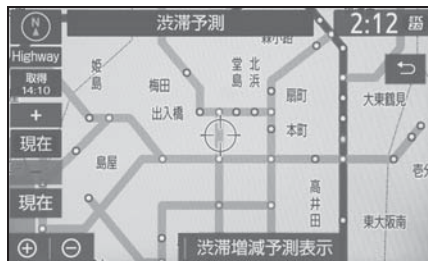 N
渋滞予測
2:12
Highway
取得
14:10
+
現在
現在
姫島
梅田
堂島
北浜
出入橋
扇町
本町
大東鶴見
島屋
高井田
東大阪南
渋滞増減予測表示